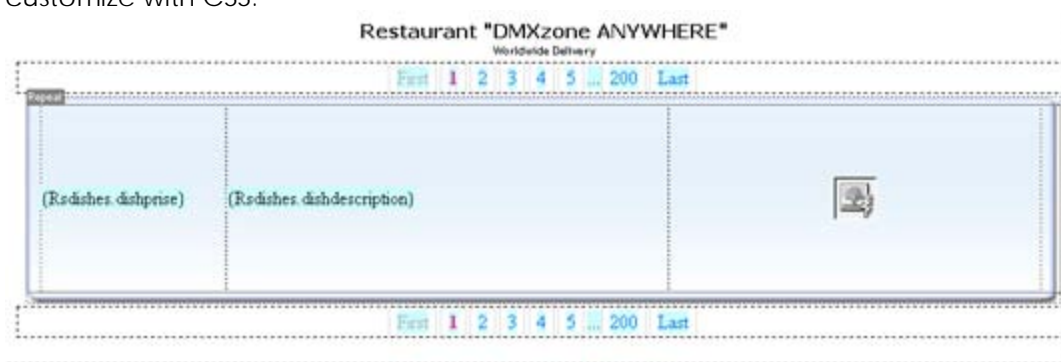 customize with CSS.
Restaurant "DMXzone ANYWHERE"
Worldwide Delivery
First 1 2 3 4 5 ... 200 Last
Repeat
(Rsdishes.dishprise) (Rsdishes.dishdescription)
First 1 2 3 4 5 ... 200 Last